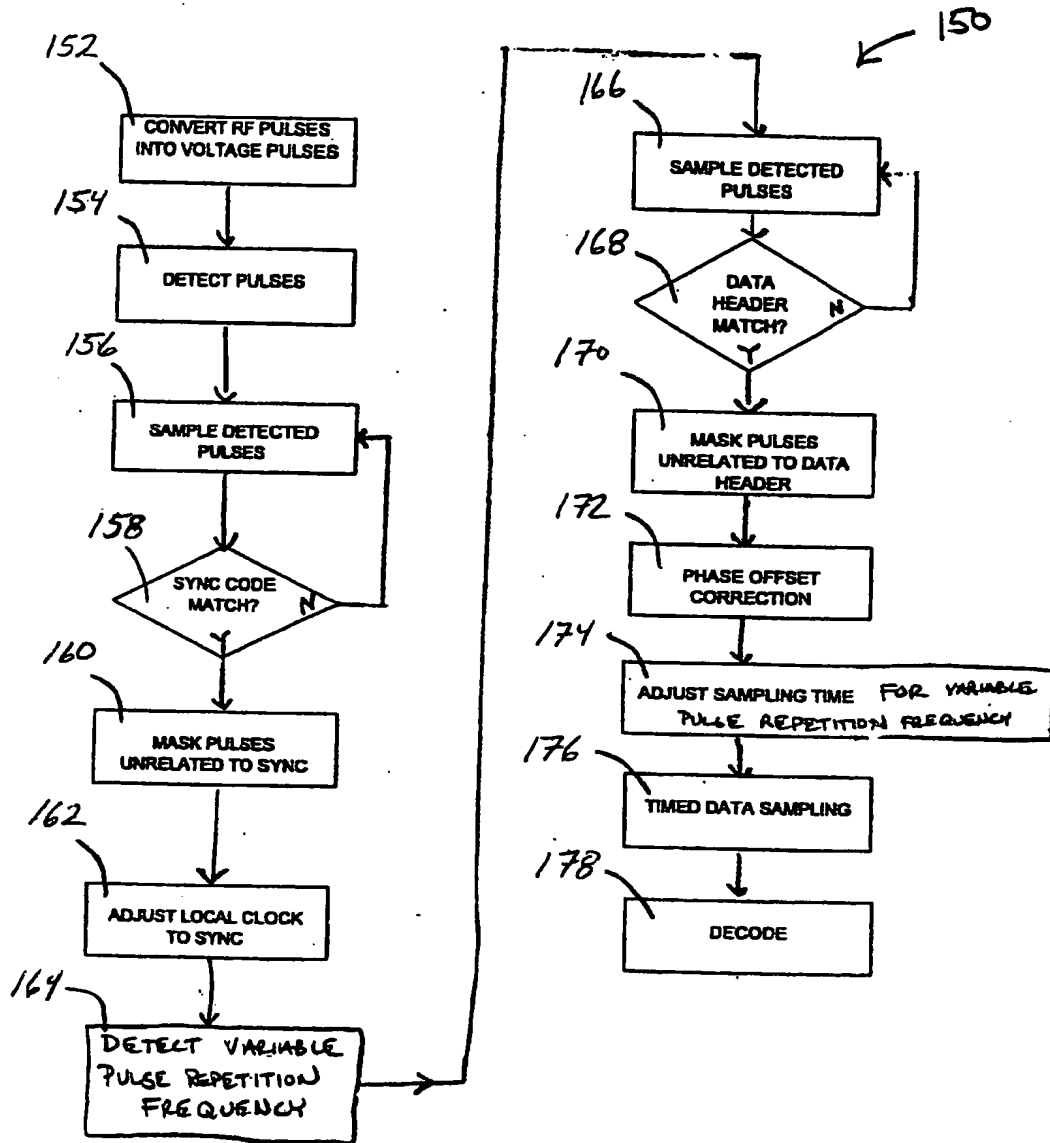 150
152
CONVERT RF PULSES
INTO VOLTAGE PULSES
154
DETECT PULSES
156
SAMPLE DETECTED
PULSES
158
SYNC CODE
MATCH?
N
Y
160
MASK PULSES
UNRELATED TO SYNC
162
ADJUST LOCAL CLOCK
TO SYNC
164
DETECT VARIABLE
PULSE REPETITION
FREQUENCY
166
SAMPLE DETECTED
PULSES
168
DATA
HEADER
MATCH?
N
Y
170
MASK PULSES
UNRELATED TO DATA
HEADER
172
PHASE OFFSET
CORRECTION
174
ADJUST SAMPLING TIME FOR VARIABLE
PULSE REPETITION FREQUENCY
176
TIMED DATA SAMPLING
178
DECODE